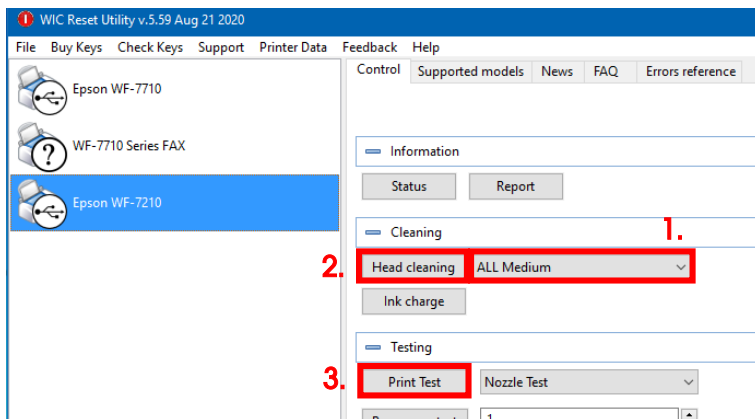 WIC Reset Utility v.5.59 Aug 21 2020
File Buy Keys Check Keys Support Printer Data Feedback Help
Control Supported models News FAQ Errors reference
Epson WF-7710
WF-7710 Series FAX
Epson WF-7210
Information
Status Report
Cleaning
1.
2. Head cleaning ALL Medium
Ink charge
Testing
3. Print Test Nozzle Test
1